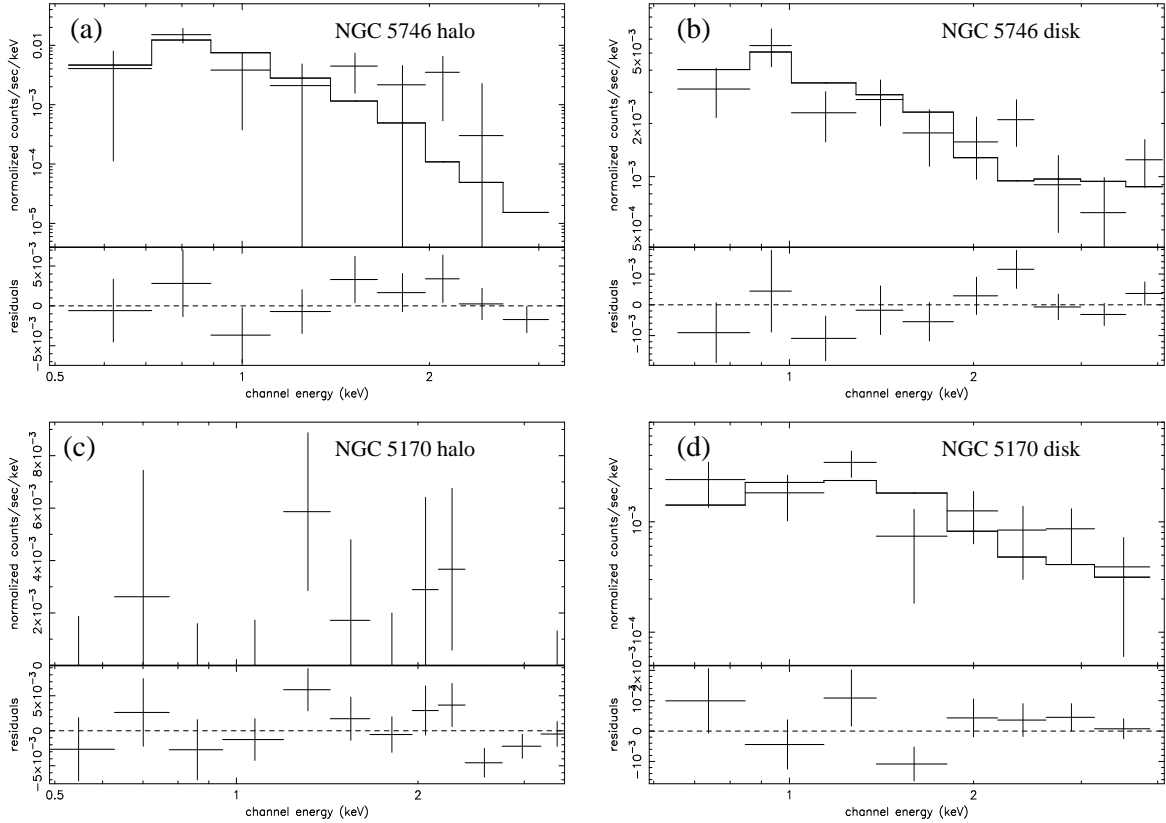 (a) NGC 5746 halo
normalized counts/sec/keV
0.01
10⁻³
10⁻⁴
10⁻⁵
residuals
5×10⁻³
0
−5×10⁻³
0.5 1 2
channel energy (keV)
(b) NGC 5746 disk
normalized counts/sec/keV
5×10⁻³
2×10⁻³
10⁻³
5×10⁻⁴
residuals
10⁻³
0
−10⁻³
1 2
channel energy (keV)
(c) NGC 5170 halo
normalized counts/sec/keV
8×10⁻³
6×10⁻³
4×10⁻³
2×10⁻³
0
residuals
5×10⁻³
0
−5×10⁻³
0.5 1 2
channel energy (keV)
(d) NGC 5170 disk
normalized counts/sec/keV
10⁻³
10⁻⁴
residuals
2×10⁻³
10⁻³
0
−10⁻³
1 2
channel energy (keV)